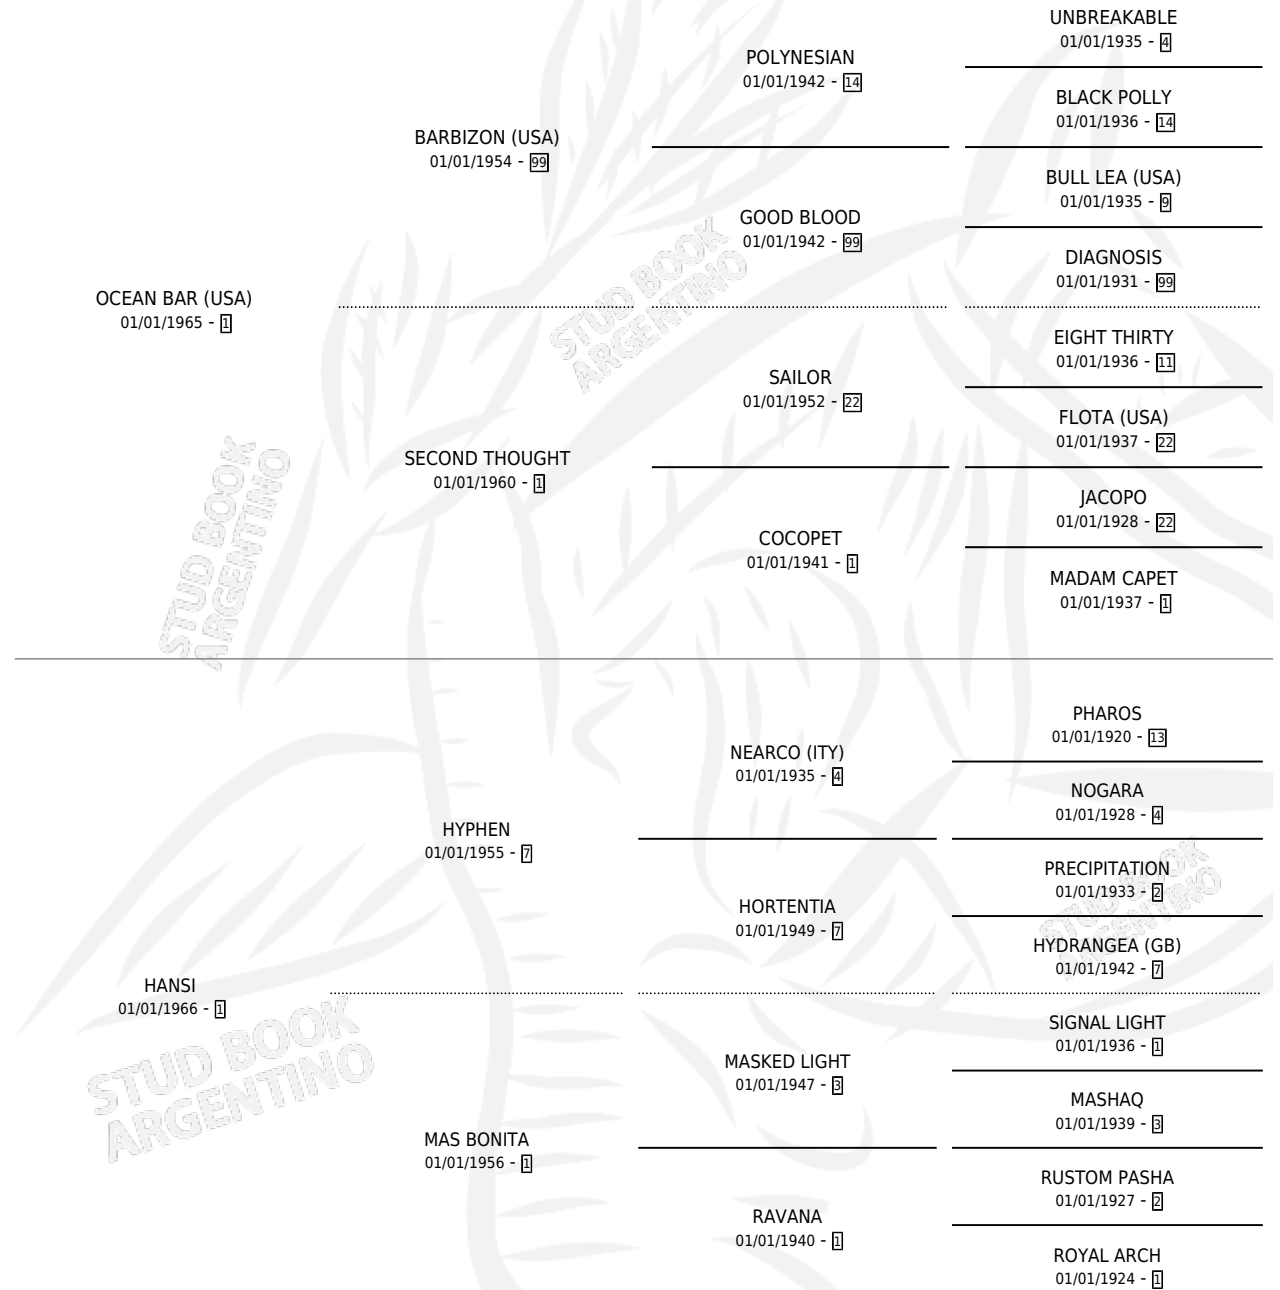 UNBREAKABLE
01/01/1935 - 4
POLYNESIAN
01/01/1942 - 14
BLACK POLLY
01/01/1936 - 14
BARBIZON (USA)
01/01/1954 - 99
BULL LEA (USA)
01/01/1935 - 9
GOOD BLOOD
01/01/1942 - 99
DIAGNOSIS
01/01/1931 - 99
OCEAN BAR (USA)
01/01/1965 - 1
EIGHT THIRTY
01/01/1936 - 11
SAILOR
01/01/1952 - 22
FLOTA (USA)
01/01/1937 - 22
SECOND THOUGHT
01/01/1960 - 1
JACOPO
01/01/1928 - 22
COCOPET
01/01/1941 - 1
MADAM CAPET
01/01/1937 - 1
STUD BOOK
ARGENTINO
STUD BOOK
ARGENTINO
PHAROS
01/01/1920 - 13
NEARCO (ITY)
01/01/1935 - 4
NOGARA
01/01/1928 - 4
HYPHEN
01/01/1955 - 7
PRECIPITATION
01/01/1933 - 2
HORTENTIA
01/01/1949 - 7
HYDRANGEA (GB)
01/01/1942 - 7
HANSI
01/01/1966 - 1
SIGNAL LIGHT
01/01/1936 - 1
MASKED LIGHT
01/01/1947 - 3
MASHAQ
01/01/1939 - 3
MAS BONITA
01/01/1956 - 1
RUSTOM PASHA
01/01/1927 - 2
RAVANA
01/01/1940 - 1
ROYAL ARCH
01/01/1924 - 1
STUD BOOK
ARGENTINO
STUD BOOK
ARGENTINO